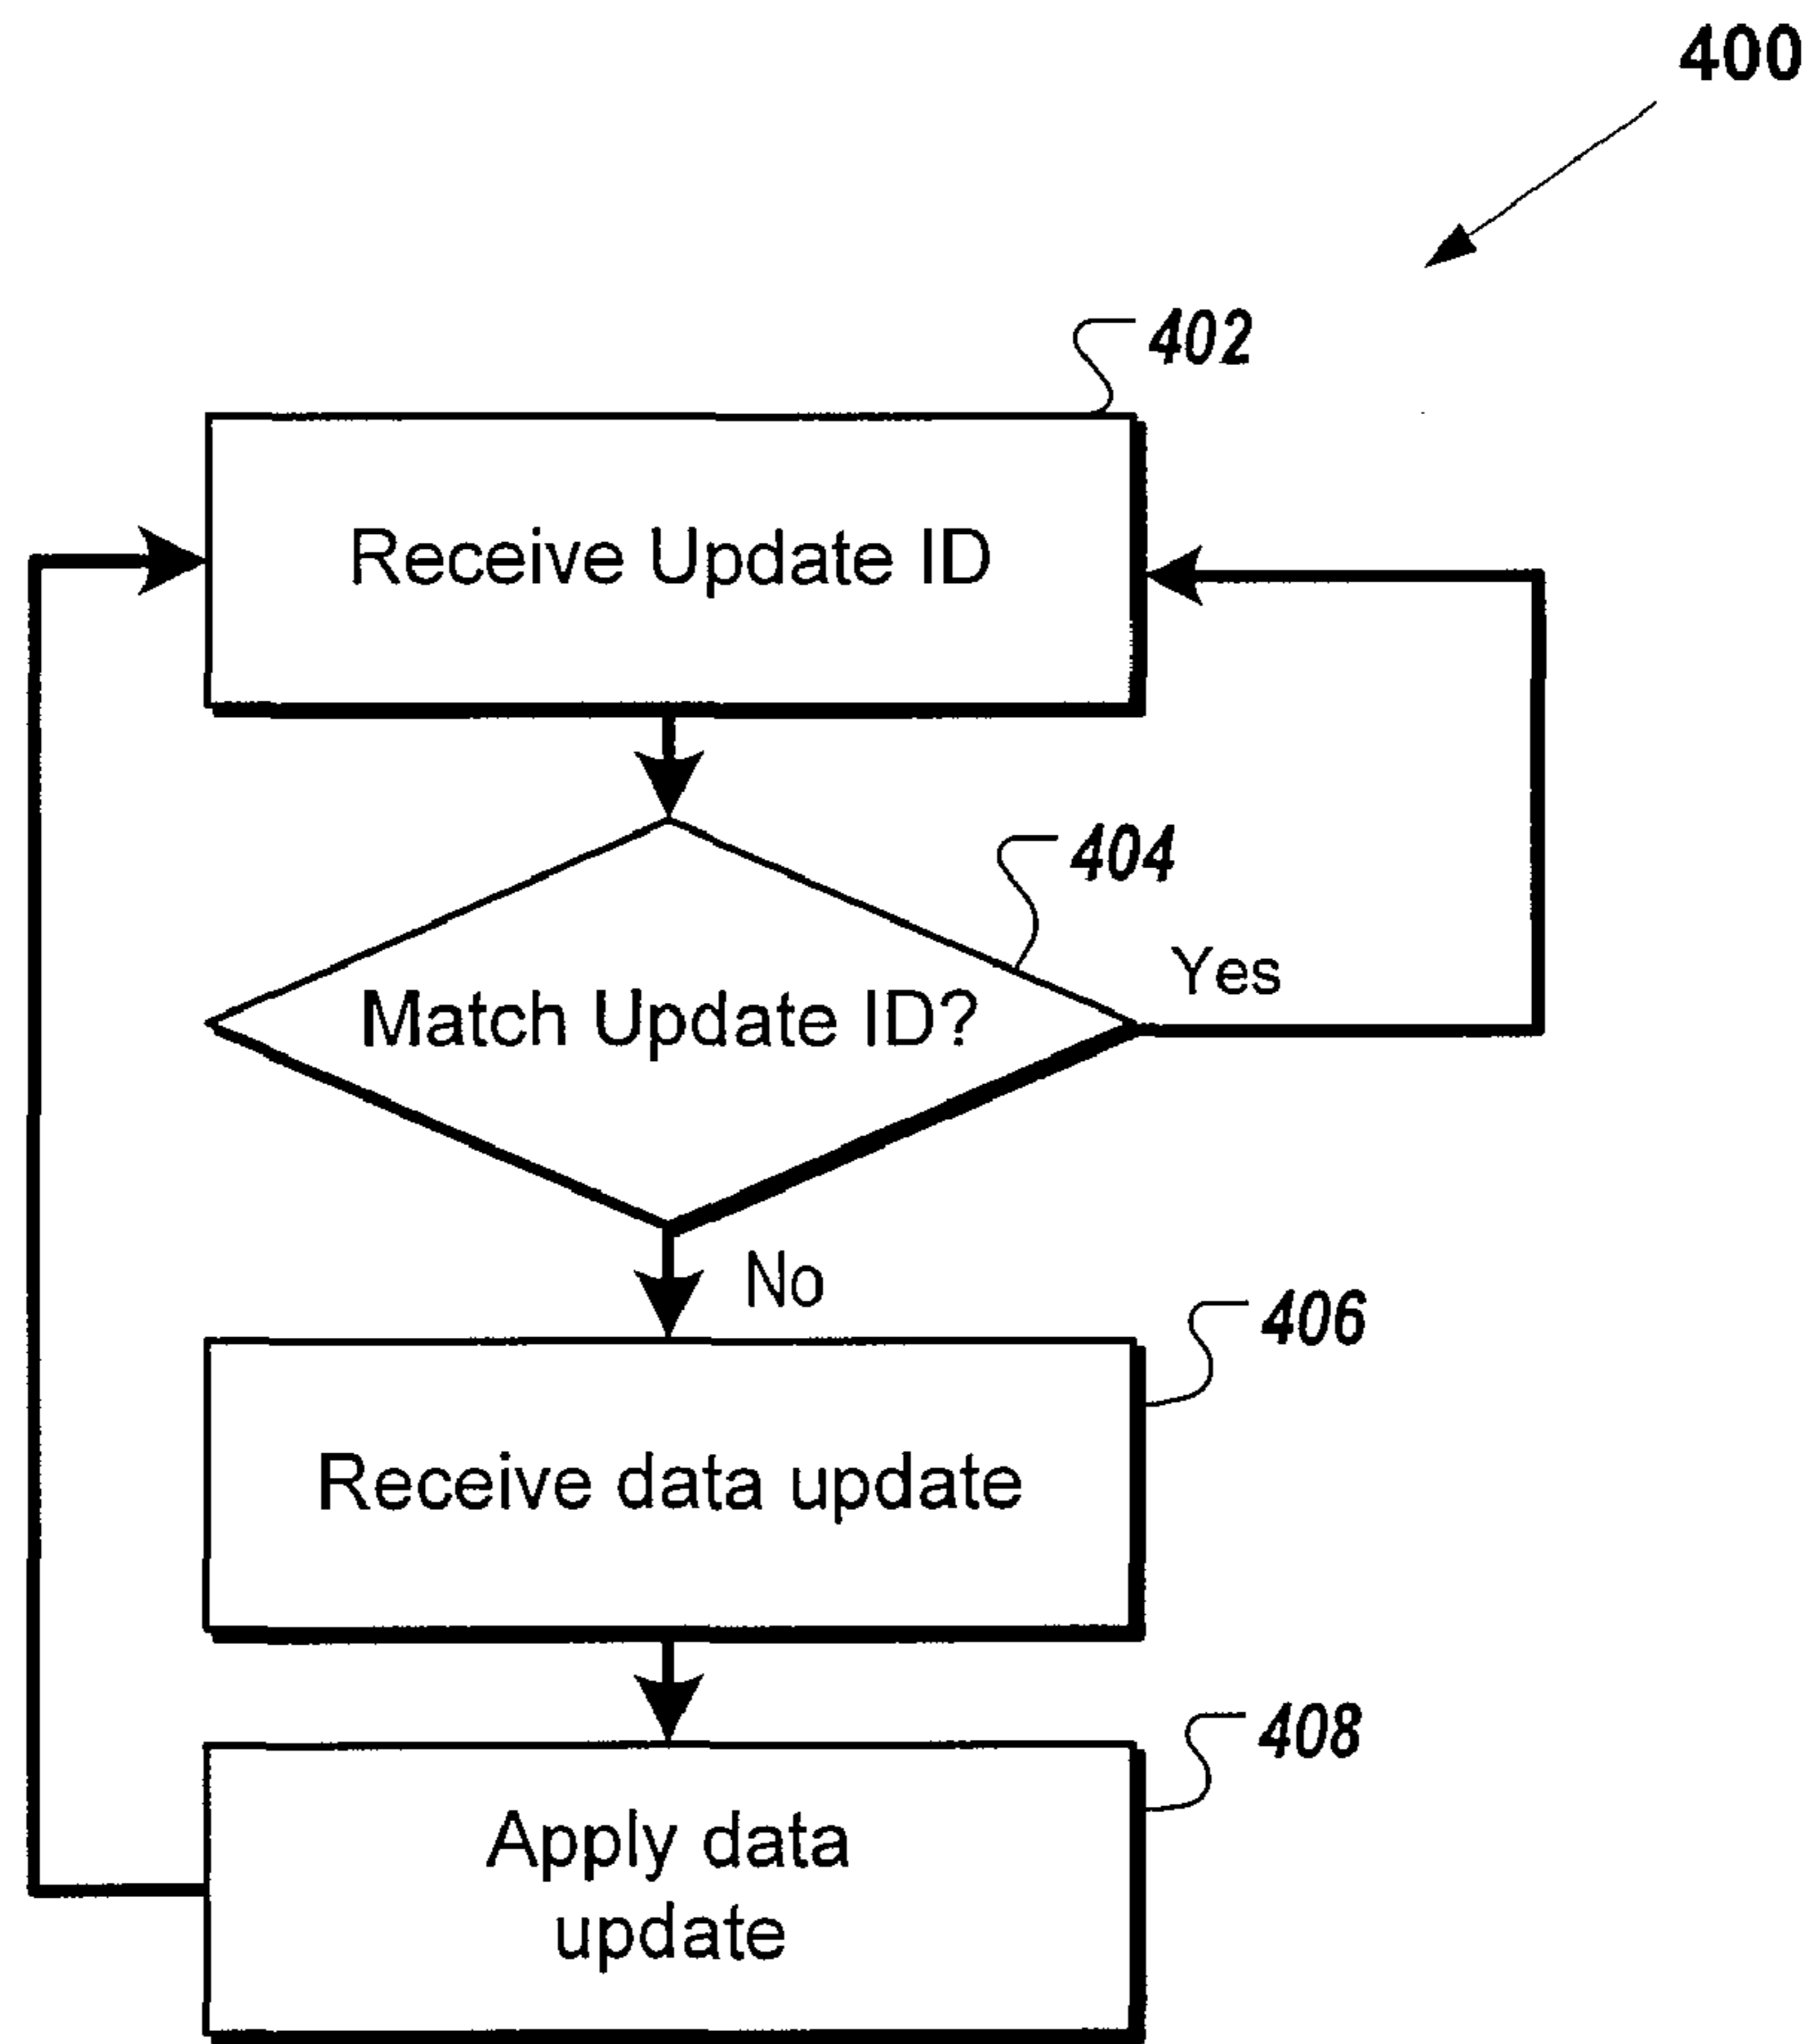 400
402
Receive Update ID
404
Match Update ID?
Yes
No
406
Receive data update
408
Apply data
update